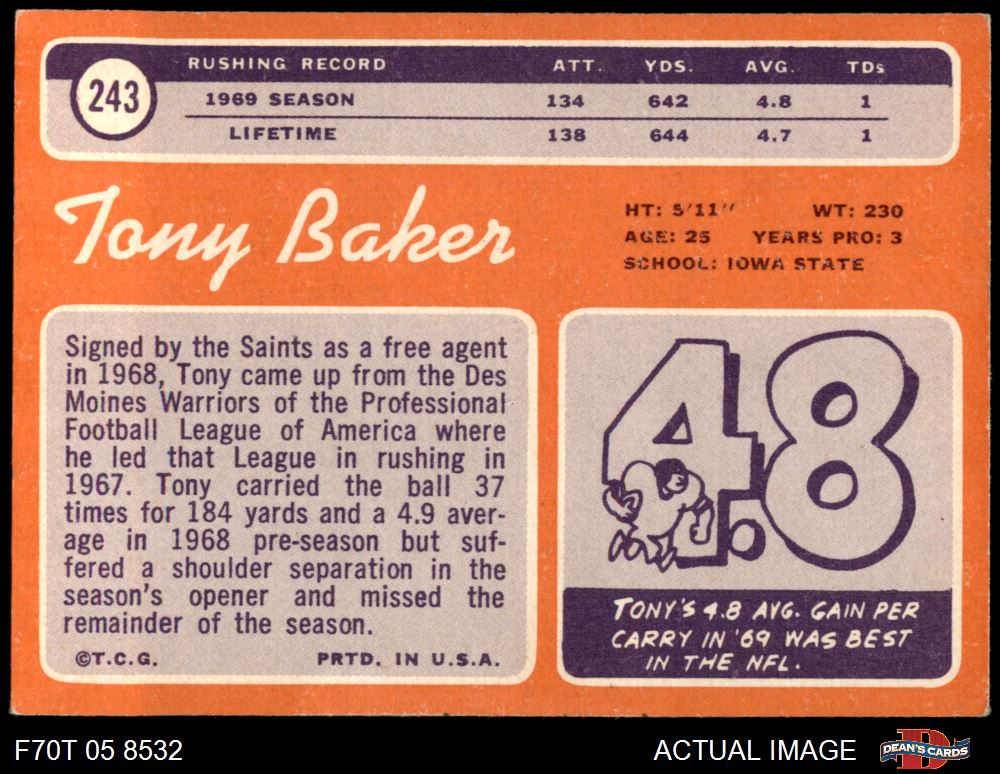 243
RUSHING RECORD ATT. YDS. AVG. TDs
1969 SEASON 134 642 4.8 1
LIFETIME 138 644 4.7 1
Tony Baker
HT: 5'11" WT: 230
AGE: 25 YEARS PRO: 3
SCHOOL: IOWA STATE
Signed by the Saints as a free agent
in 1968, Tony came up from the Des
Moines Warriors of the Professional
Football League of America where
he led that League in rushing in
1967. Tony carried the ball 37
times for 184 yards and a 4.9 aver-
age in 1968 pre-season but suf-
fered a shoulder separation in the
season's opener and missed the
remainder of the season.
©T.C.G. PRTD. IN U.S.A.
4.8
TONY'S 4.8 AVG. GAIN PER
CARRY IN '69 WAS BEST
IN THE NFL.
F70T 05 8532 ACTUAL IMAGE
D
DEAN'S CARDS